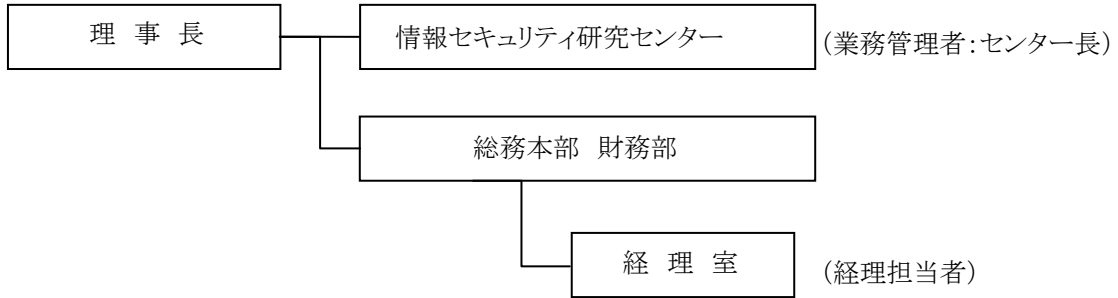 理 事 長
情報セキュリティ研究センター
(業務管理者:センター長)
総務本部 財務部
経 理 室
(経理担当者)